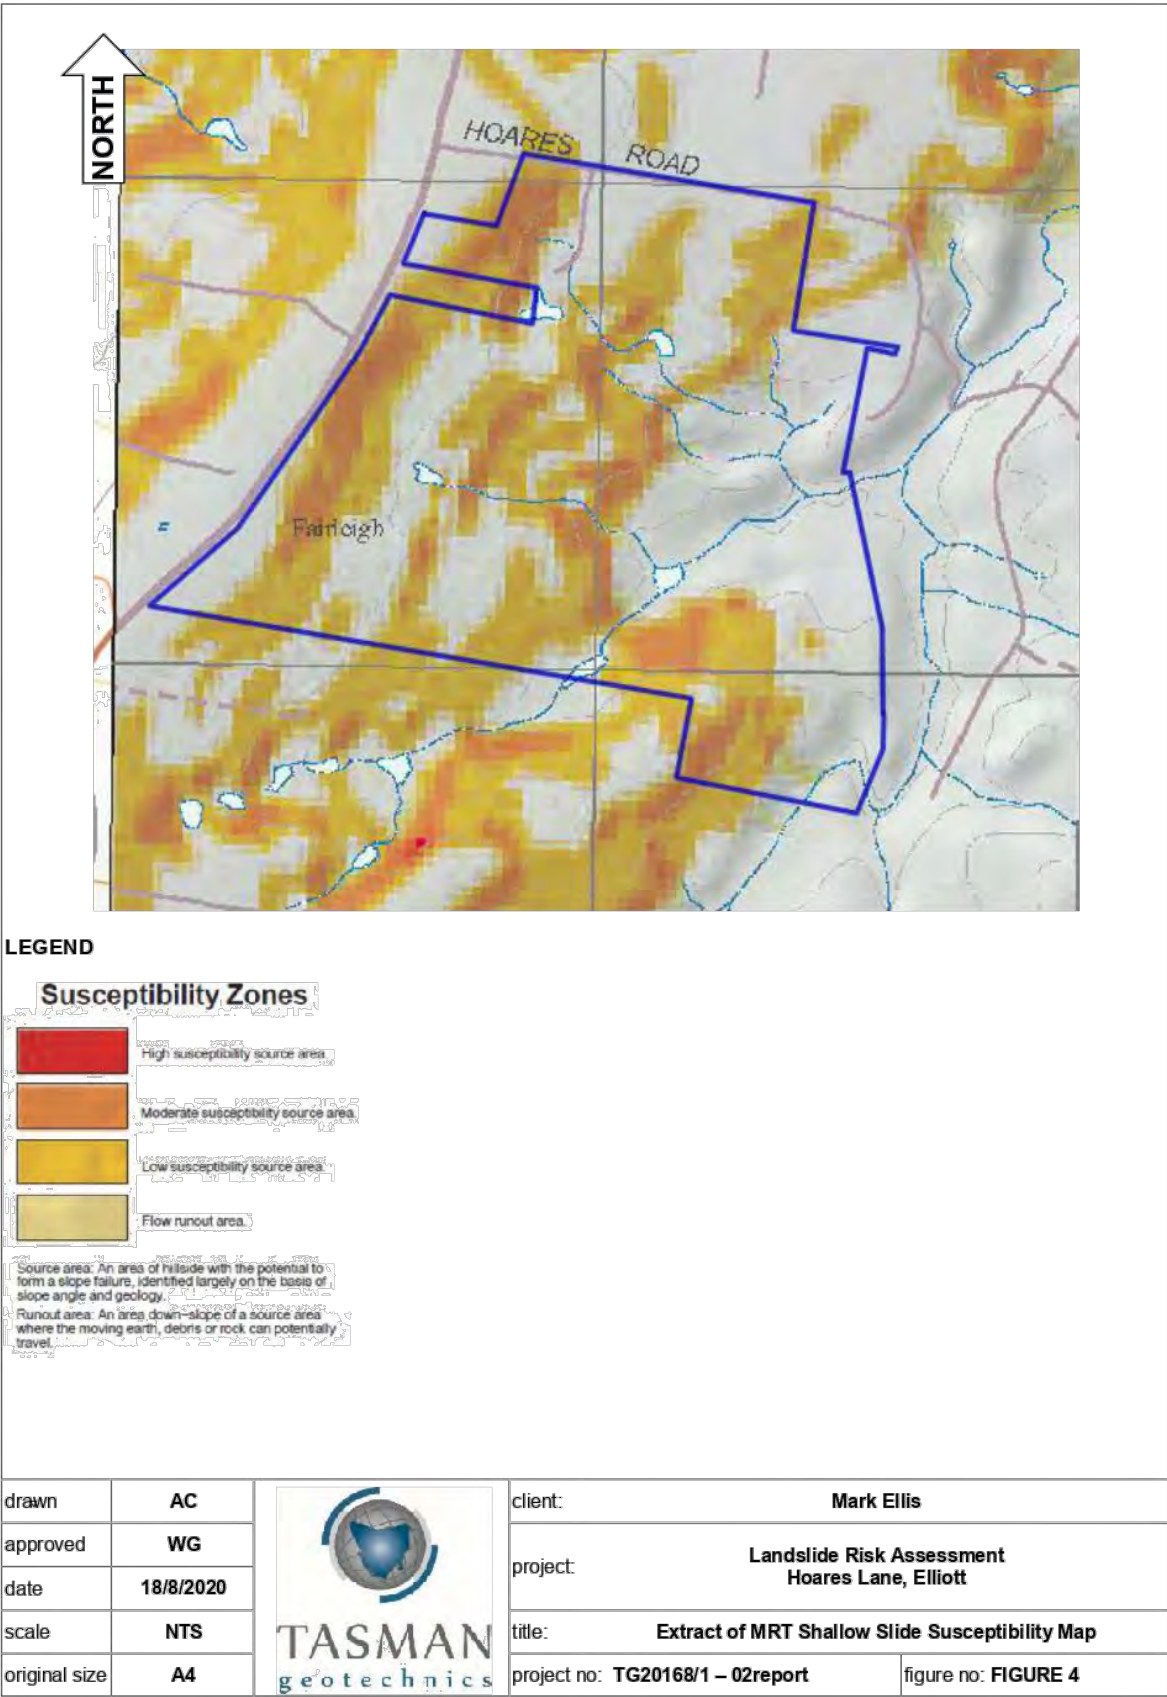 NORTH
HOARES ROAD
Fairleigh
LEGEND
Susceptibility Zones
High susceptibility source area.
Moderate susceptibility source area.
Low susceptibility source area.
Flow runout area.
Source area: An area of hillside with the potential to
form a slope failure, identified largely on the basis of
slope angle and geology.
Runout area: An area down-slope of a source area
where the moving earth, debris or rock can potentially
travel.
drawn AC
approved WG
date 18/8/2020
scale NTS
original size A4
TASMAN
geotechnics
client: Mark Ellis
project: Landslide Risk Assessment
Hoares Lane, Elliott
title: Extract of MRT Shallow Slide Susceptibility Map
project no: TG20168/1 – 02report figure no: FIGURE 4